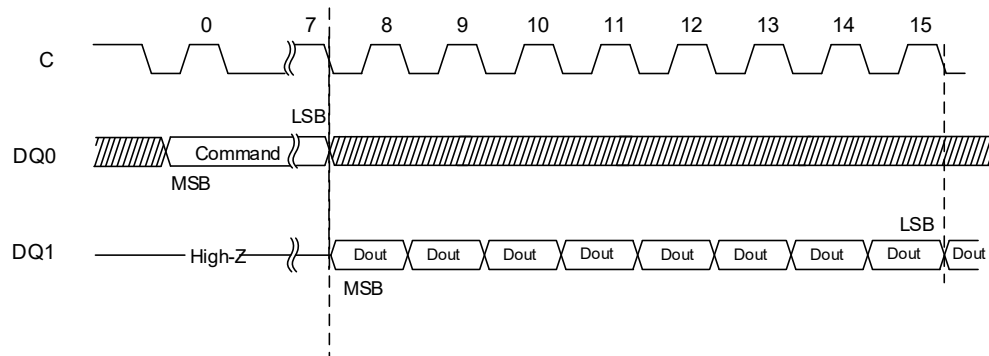 0 7 8 9 10 11 12 13 14 15
C
LSB
DQ0 Command
MSB
LSB
DQ1 High-Z Dout Dout Dout Dout Dout Dout Dout Dout Dout
MSB